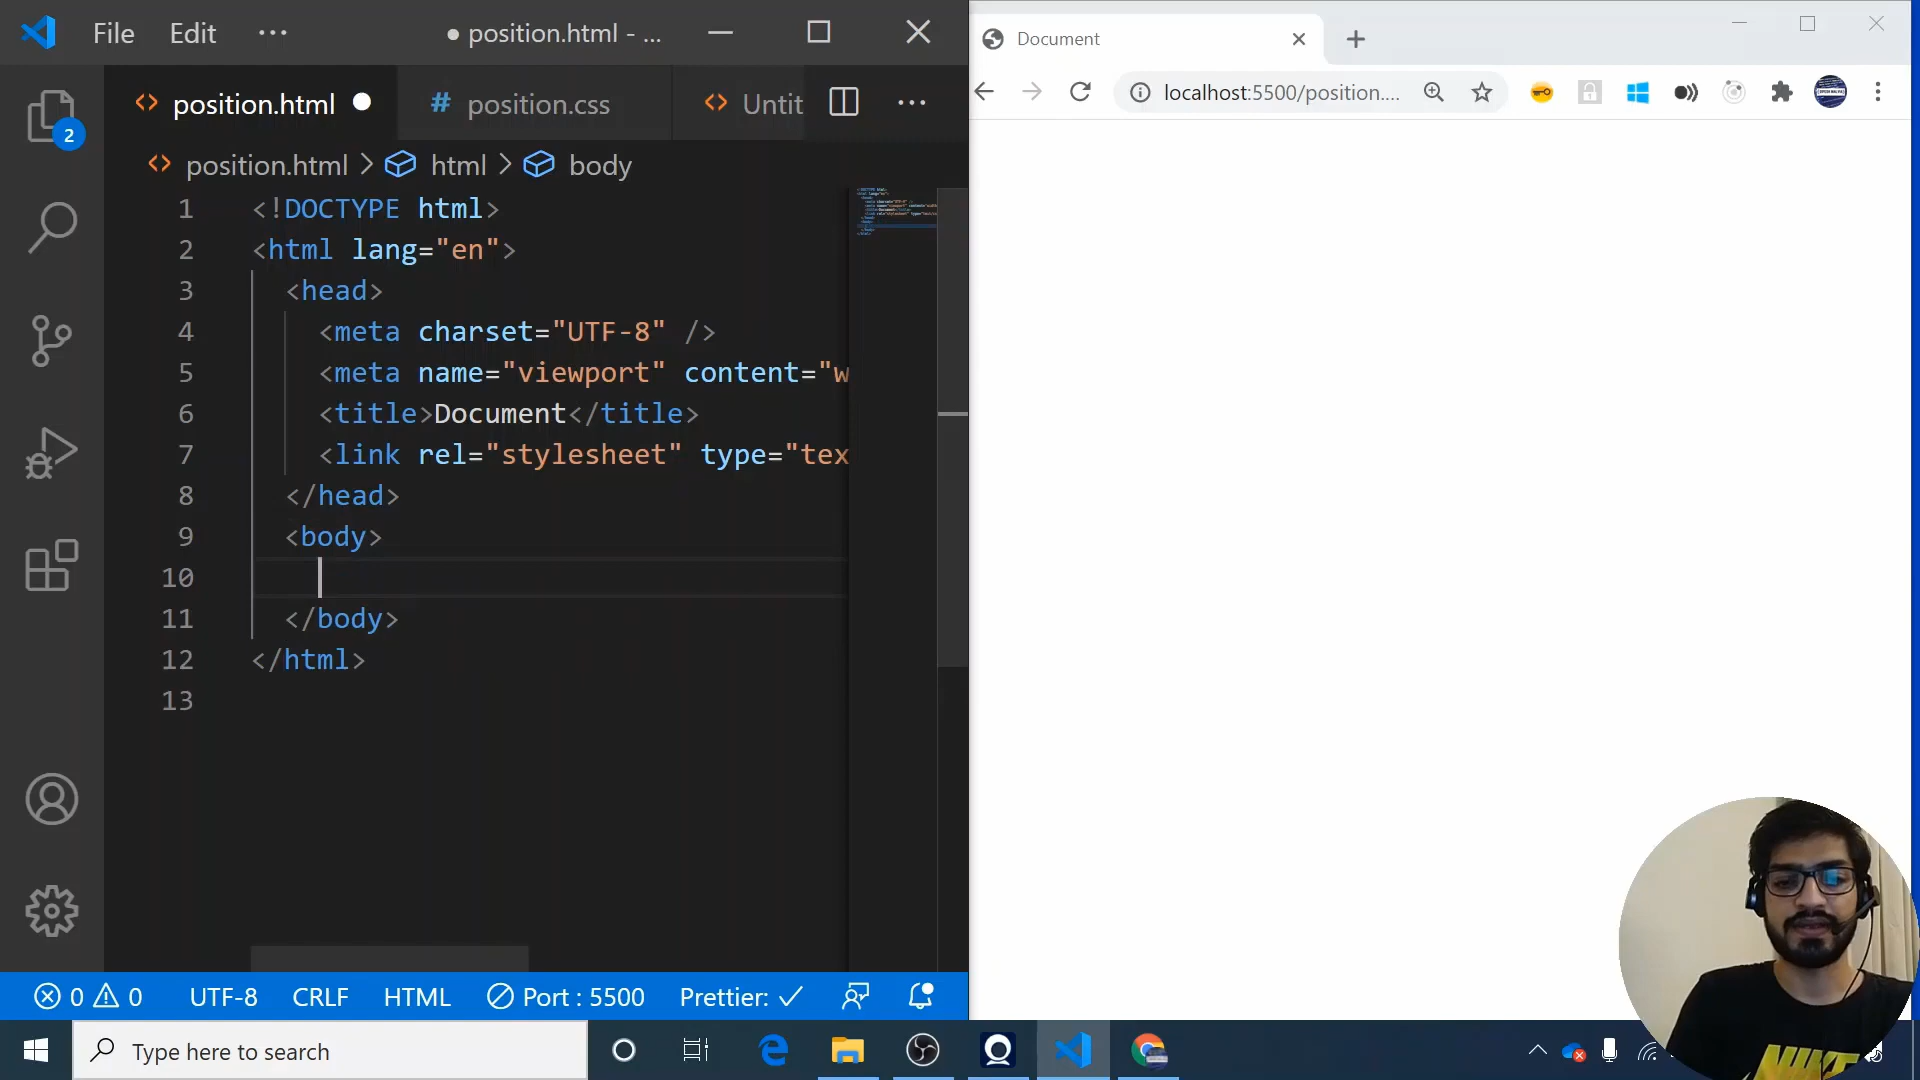 File Edit ··· ● position.html - ...
position.html ● # position.css Untit
position.html > html > body
1 <!DOCTYPE html>
2 <html lang="en">
3 <head>
4 <meta charset="UTF-8" />
5 <meta name="viewport" content="w
6 <title>Document</title>
7 <link rel="stylesheet" type="tex
8 </head>
9 <body>
10
11 </body>
12 </html>
13
2
0 0 UTF-8 CRLF HTML Port : 5500 Prettier: ✓
Document
localhost:5500/position....
Type here to search
NIKE